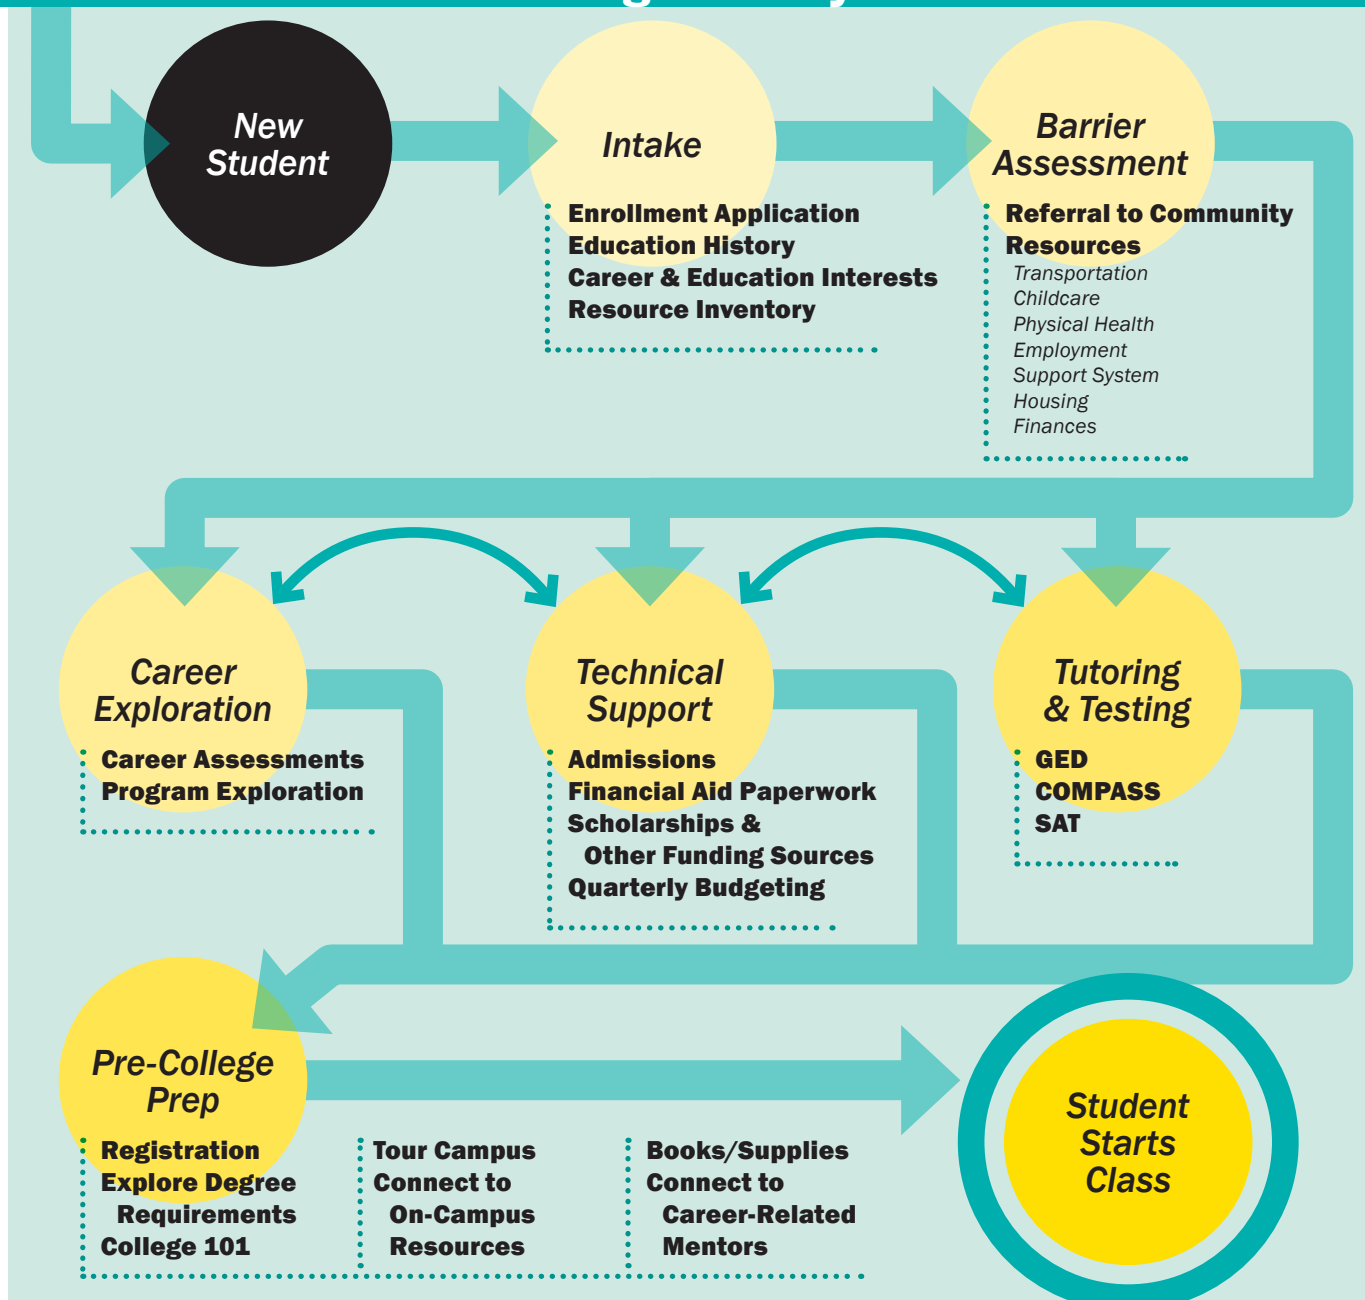 New
Student
Intake
Enrollment Application
Education History
Career & Education Interests
Resource Inventory
Barrier
Assessment
Referral to Community
Resources
Transportation
Childcare
Physical Health
Employment
Support System
Housing
Finances
Career
Exploration
Career Assessments
Program Exploration
Technical
Support
Admissions
Financial Aid Paperwork
Scholarships &
Other Funding Sources
Quarterly Budgeting
Tutoring
& Testing
GED
COMPASS
SAT
Pre-College
Prep
Registration
Explore Degree
Requirements
College 101
Tour Campus
Connect to
On-Campus
Resources
Books/Supplies
Connect to
Career-Related
Mentors
Student
Starts
Class